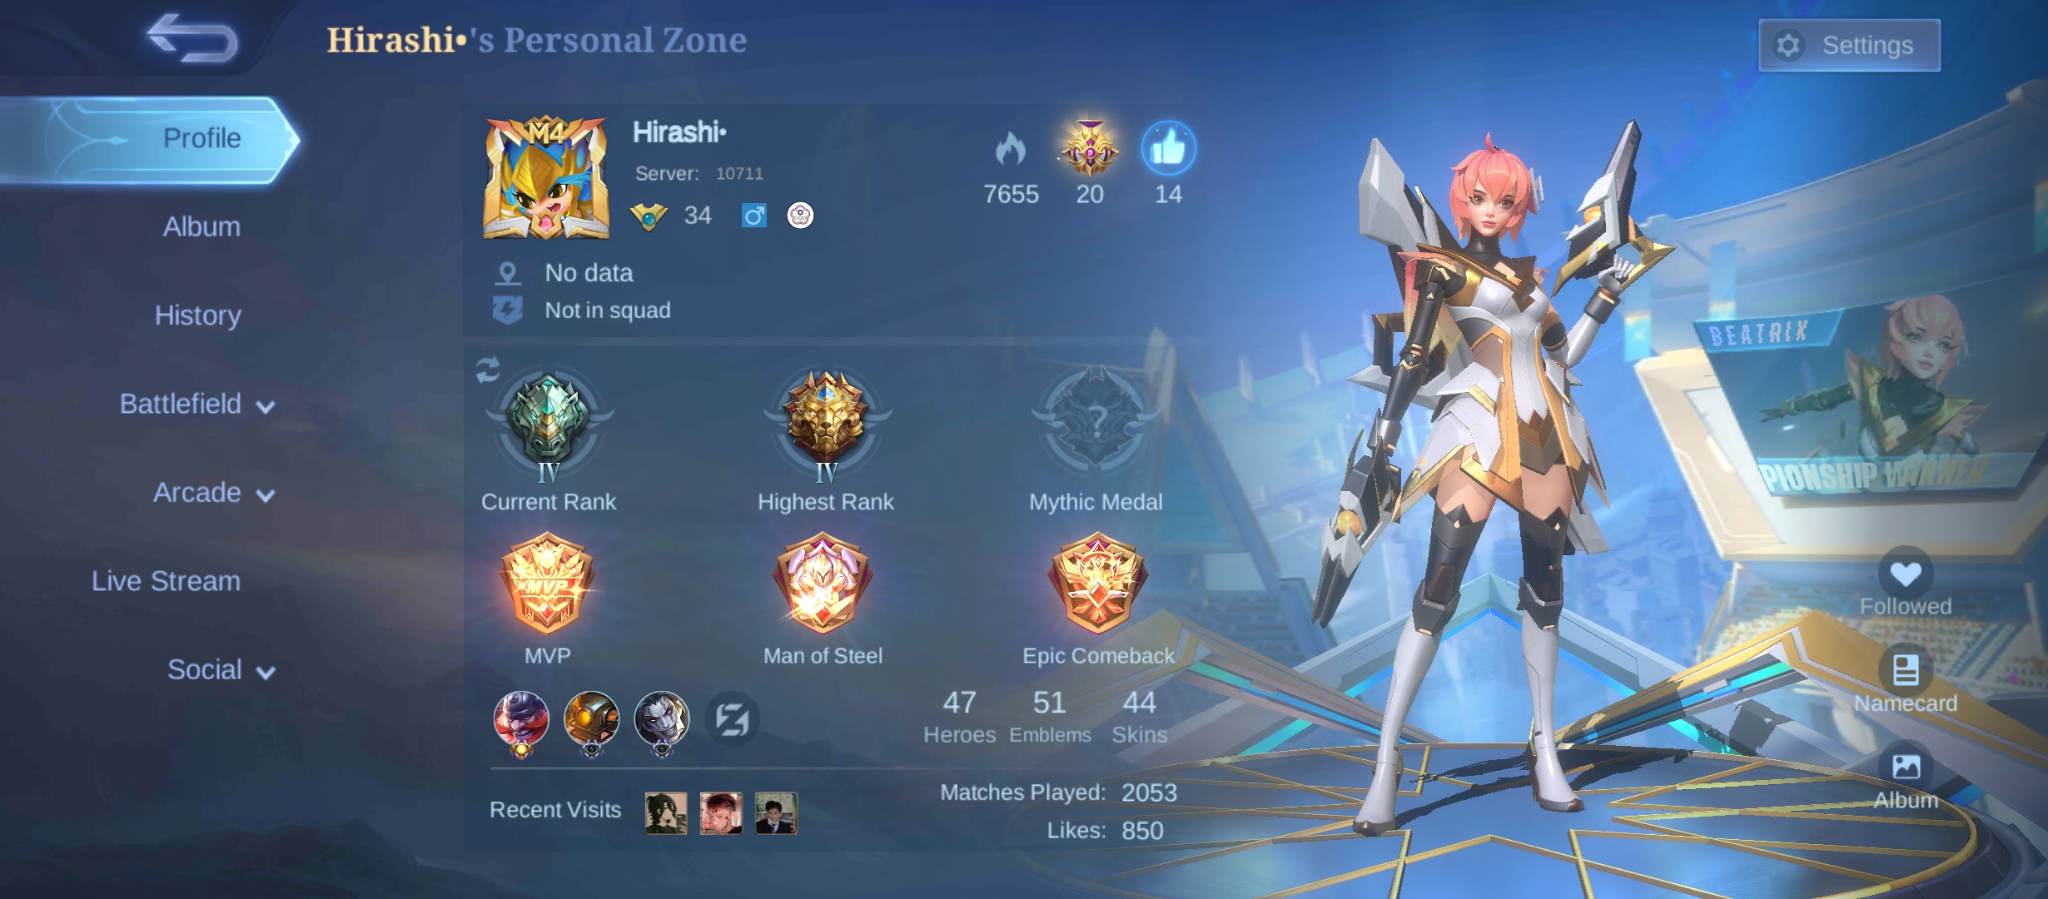 Hirashi•'s Personal Zone
Settings
Profile
Album
History
Battlefield
Arcade
Live Stream
Social
M4
Hirashi•
Server: 10711
34
7655
20
14
No data
Not in squad
IV
Current Rank
IV
Highest Rank
?
Mythic Medal
MVP
MVP
Man of Steel
Epic Comeback
47
Heroes
51
Emblems
44
Skins
Recent Visits
Matches Played: 2053
Likes: 850
BEATRIX
PIONSHIP WINNER
Followed
Namecard
Album